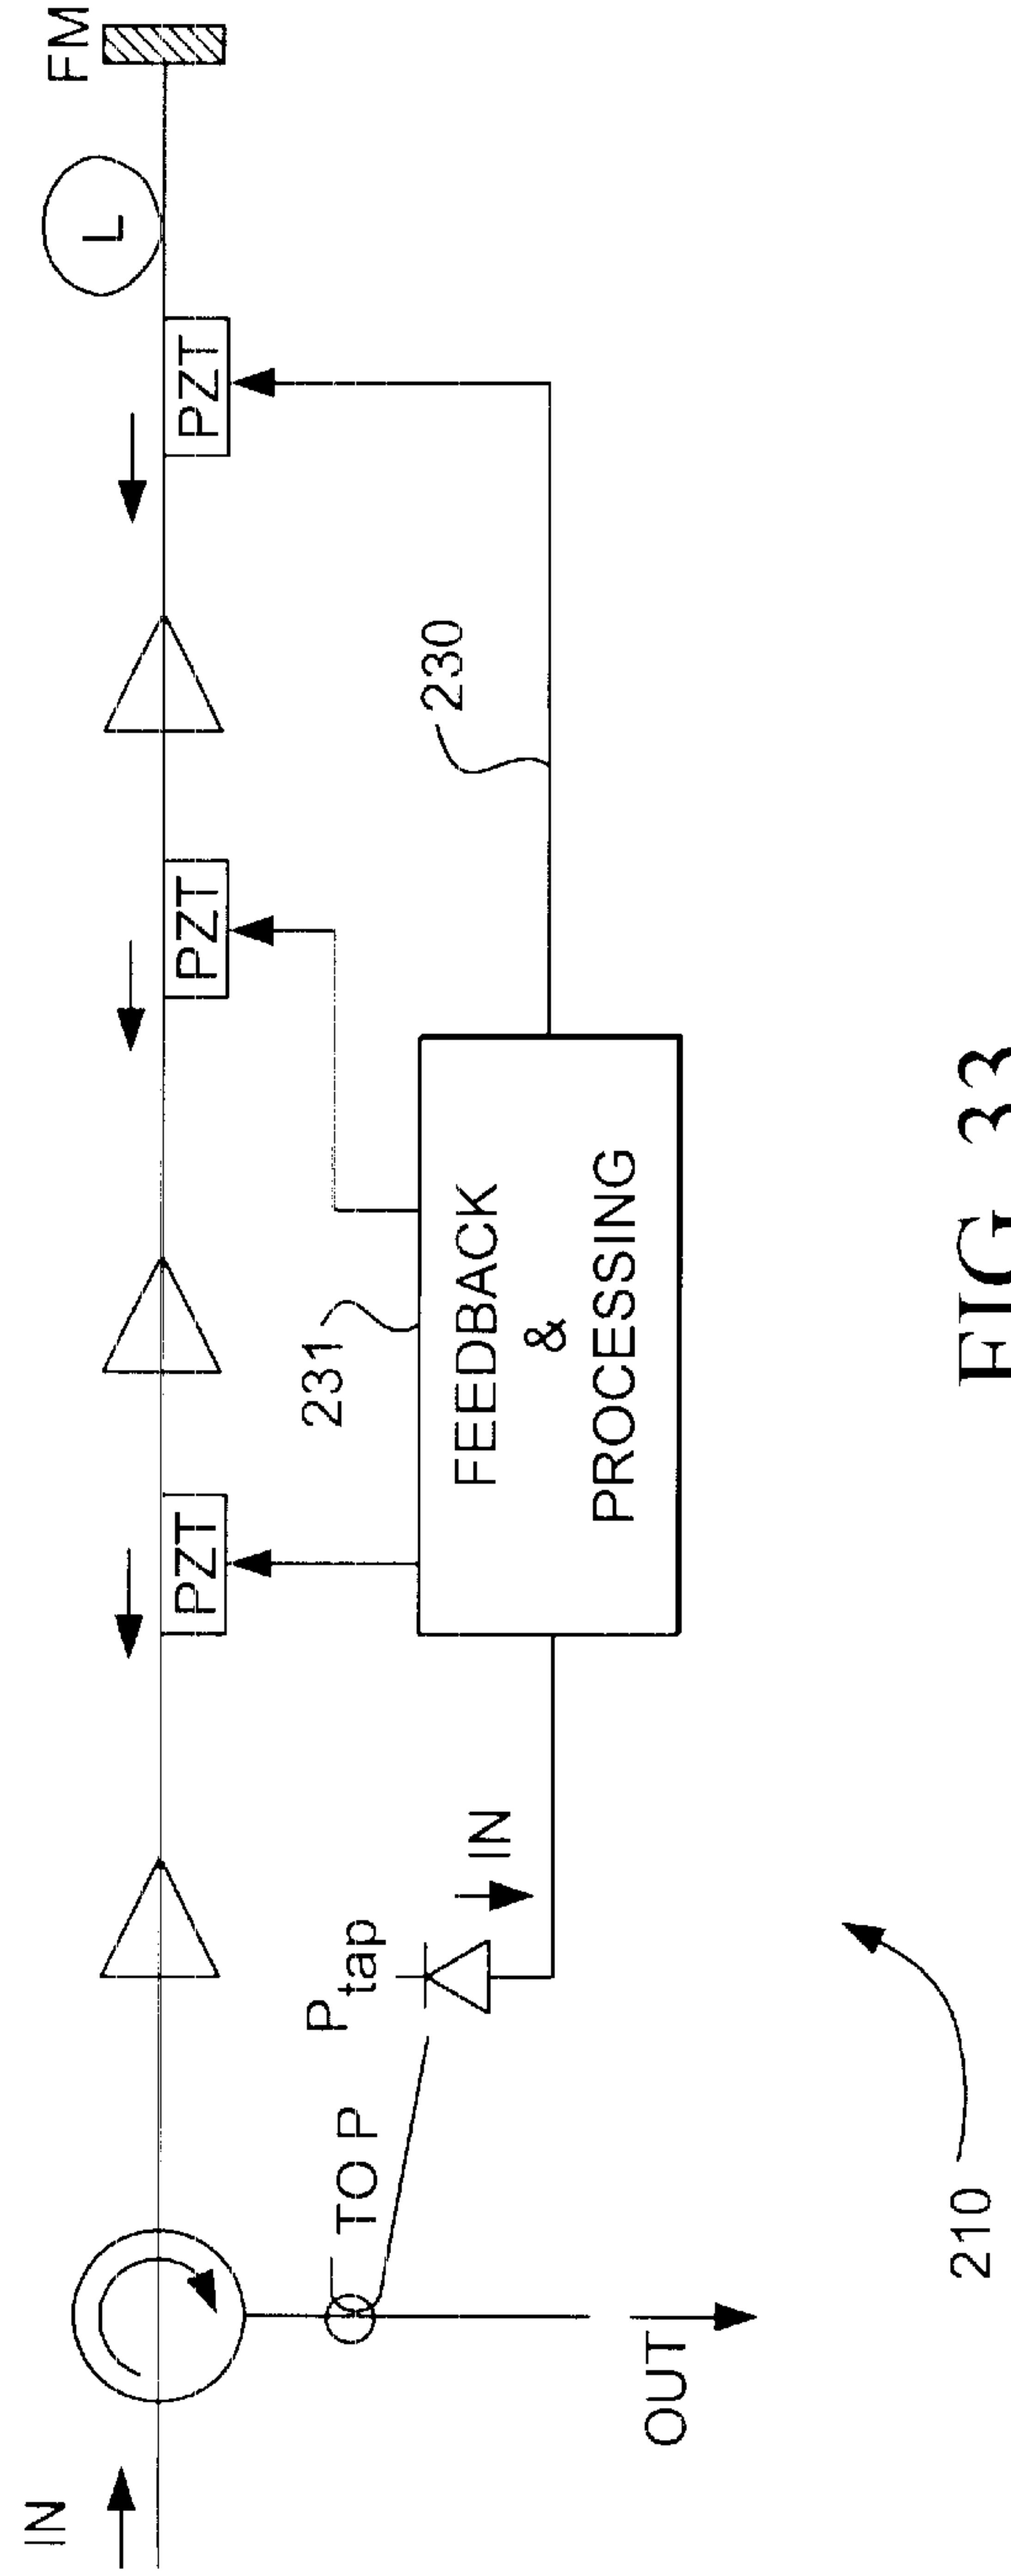 FM
L
PZT
PZT
PZT
230
231
FEEDBACK
&
PROCESSING
IN
P tap
TO P
IN
OUT
210
FIG. 33